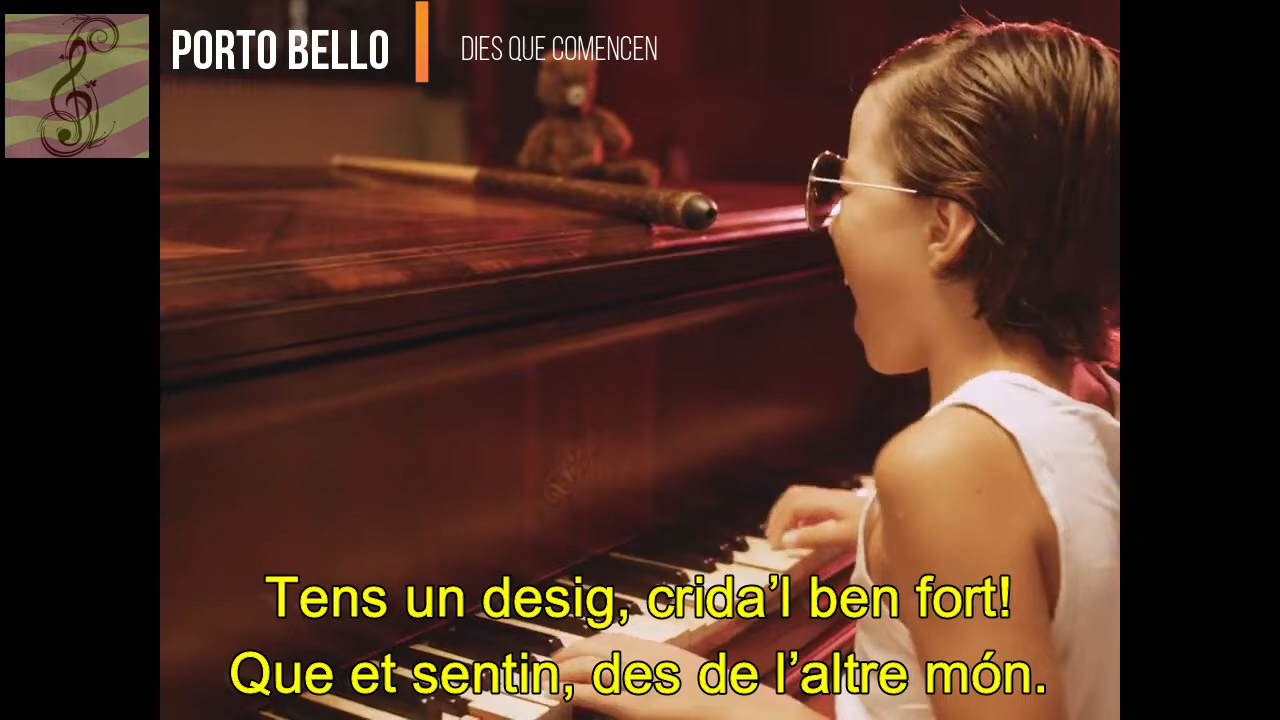 PORTO BELLO
DIES QUE COMENCEN
Tens un desig, crida’l ben fort!
Que et sentin, des de l’altre món.